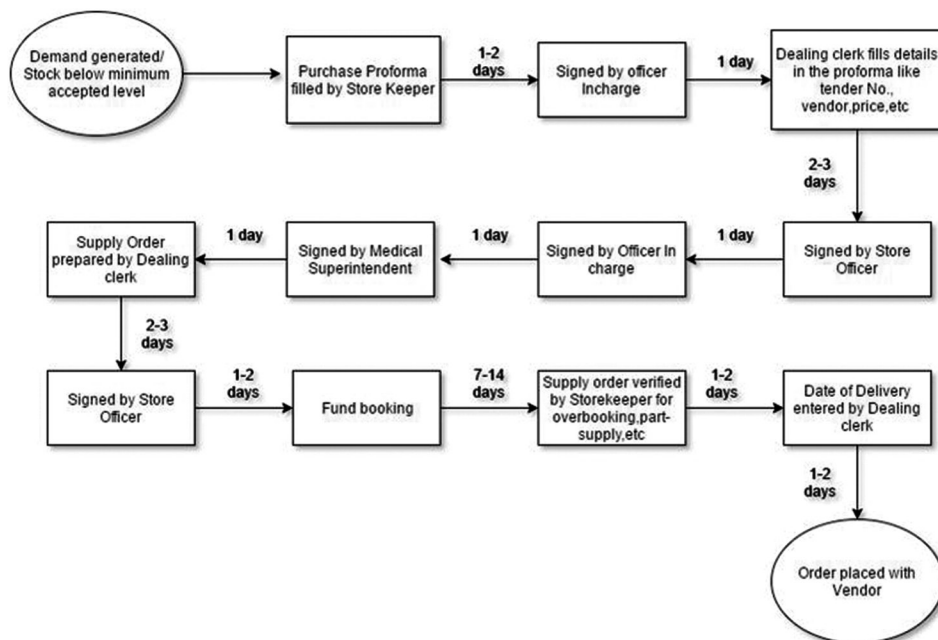 Demand generated/
Stock below minimum
accepted level
Purchase Proforma
filled by Store Keeper
1-2
days
Signed by officer
Incharge
1 day
Dealing clerk fills details
in the proforma like
tender No.,
vendor,price,etc
2-3
days
Signed by Store
Officer
1 day
Signed by Officer In
charge
1 day
Signed by Medical
Superintendent
1 day
Supply Order
prepared by Dealing
clerk
2-3
days
Signed by Store
Officer
1-2
days
Fund booking
7-14
days
Supply order verified
by Storekeeper for
overbooking,part-
supply,etc
1-2
days
Date of Delivery
entered by Dealing
clerk
1-2
days
Order placed with
Vendor